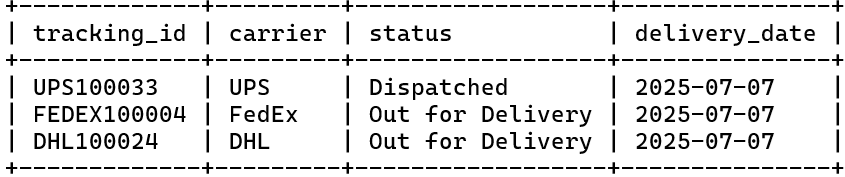 +-------------+---------+------------------+---------------+
| tracking_id | carrier | status           | delivery_date |
+-------------+---------+------------------+---------------+
| UPS100033   | UPS     | Dispatched       | 2025-07-07    |
| FEDEX100004 | FedEx   | Out for Delivery | 2025-07-07    |
| DHL100024   | DHL     | Out for Delivery | 2025-07-07    |
+-------------+---------+------------------+---------------+